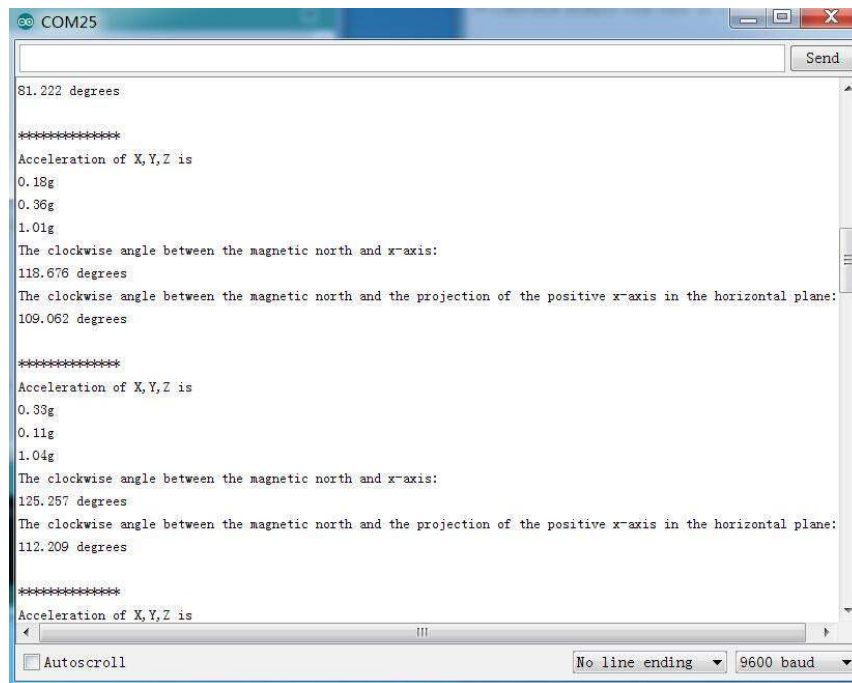 COM25
Send
81.222 degrees
**************
Acceleration of X,Y,Z is
0.18g
0.36g
1.01g
The clockwise angle between the magnetic north and x-axis:
118.676 degrees
The clockwise angle between the magnetic north and the projection of the positive x-axis in the horizontal plane:
109.062 degrees
**************
Acceleration of X,Y,Z is
0.33g
0.11g
1.04g
The clockwise angle between the magnetic north and x-axis:
125.257 degrees
The clockwise angle between the magnetic north and the projection of the positive x-axis in the horizontal plane:
112.209 degrees
**************
Acceleration of X,Y,Z is
Autoscroll
No line ending
9600 baud